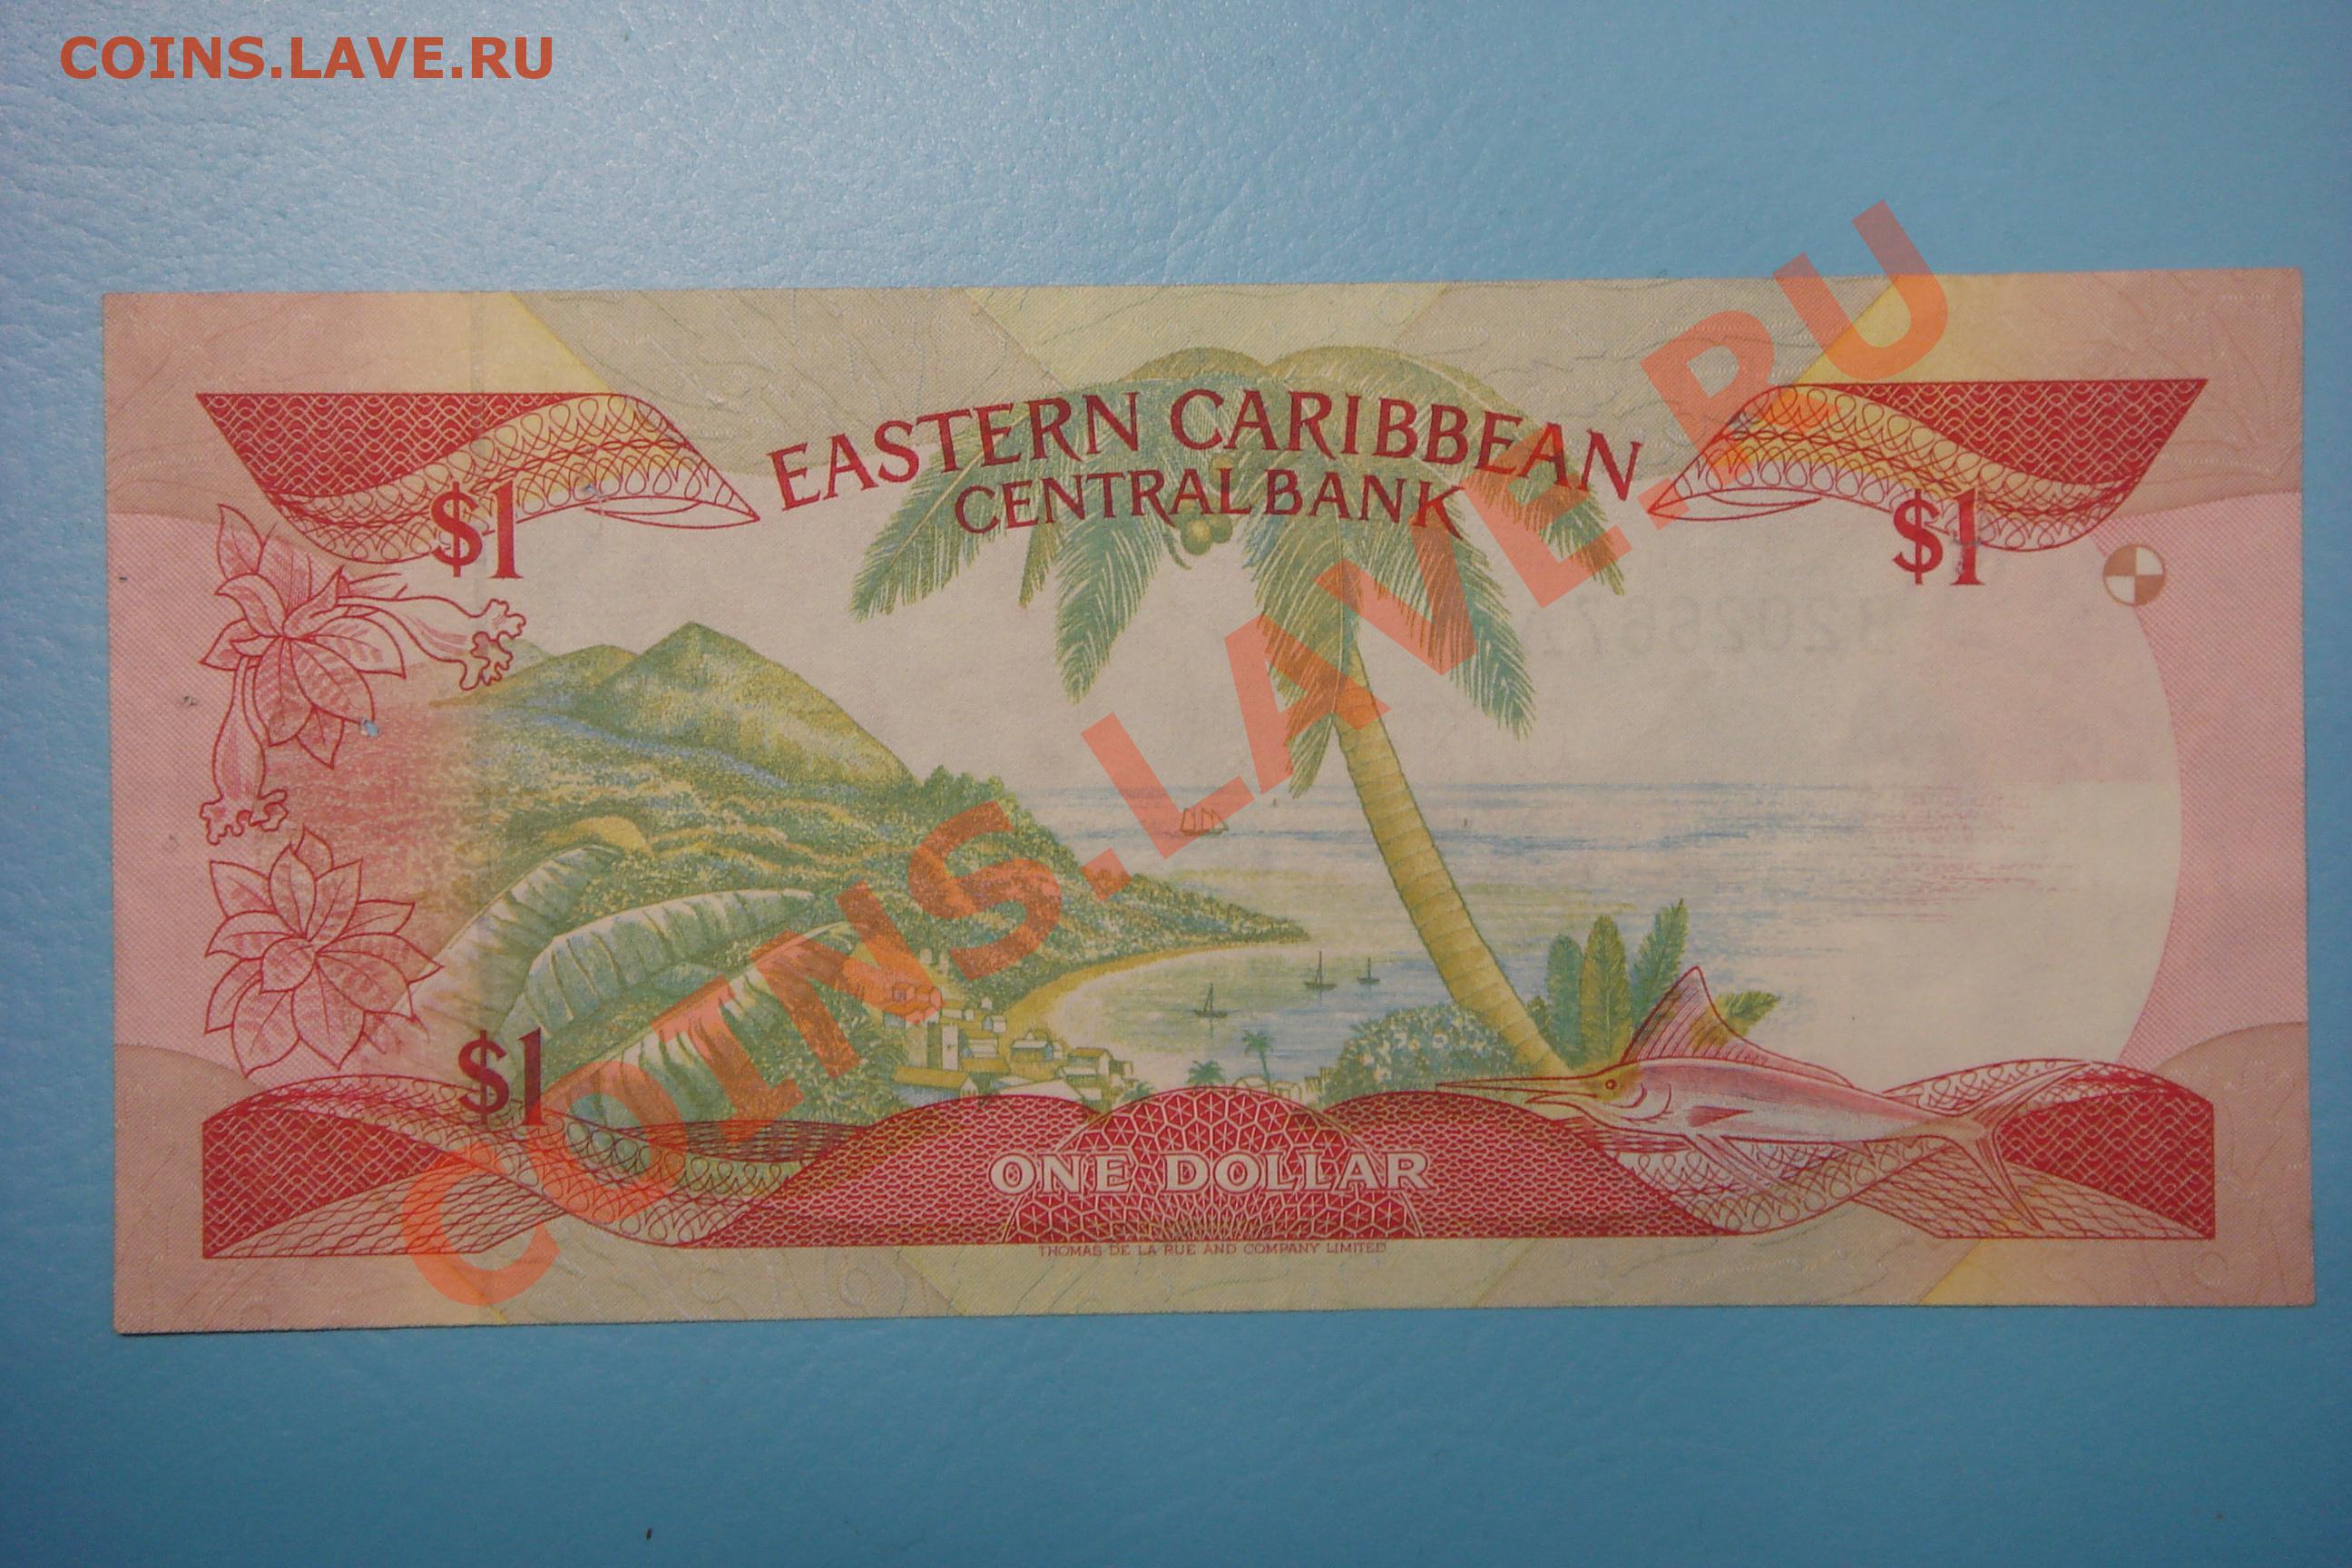 COINS.LAVE.RU
EASTERN CARIBBEAN
CENTRAL BANK
$1
$1
COINS.LAVE.RU
$1
ONE DOLLAR
THOMAS DE LA RUE AND COMPANY LIMITED